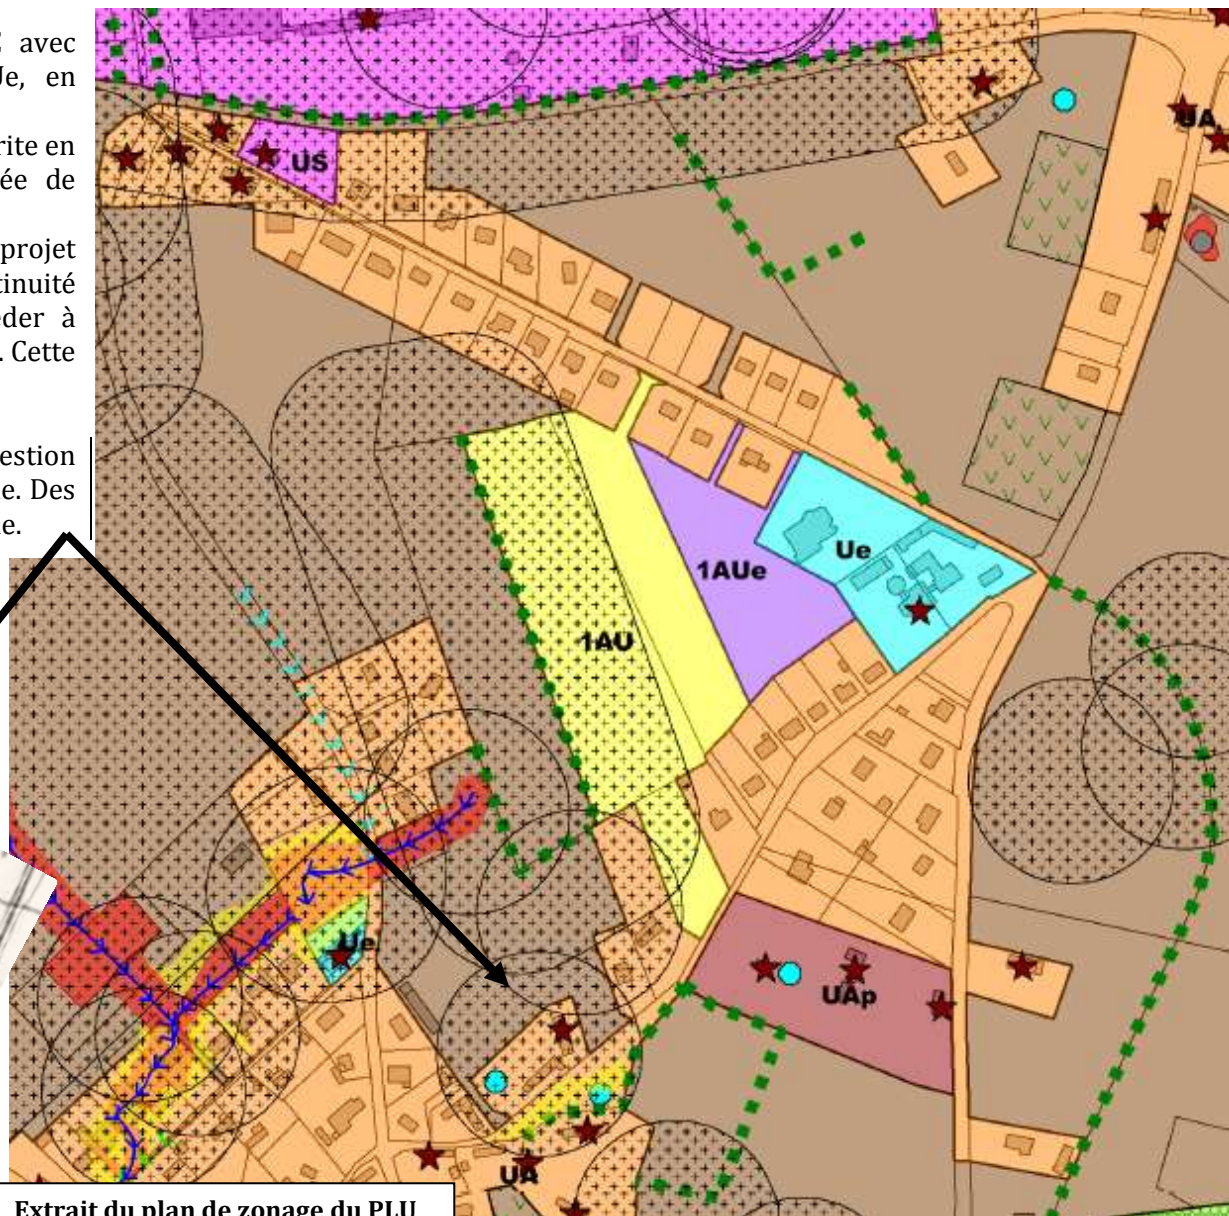 avec
Je, en
rite en
ée de
projet
tinuité
éder à
. Cette
estion
e. Des
e.
US
UA
Ue
1AUe
1AU
Ue
UAp
UA
Extrait du plan de zonage du PLU